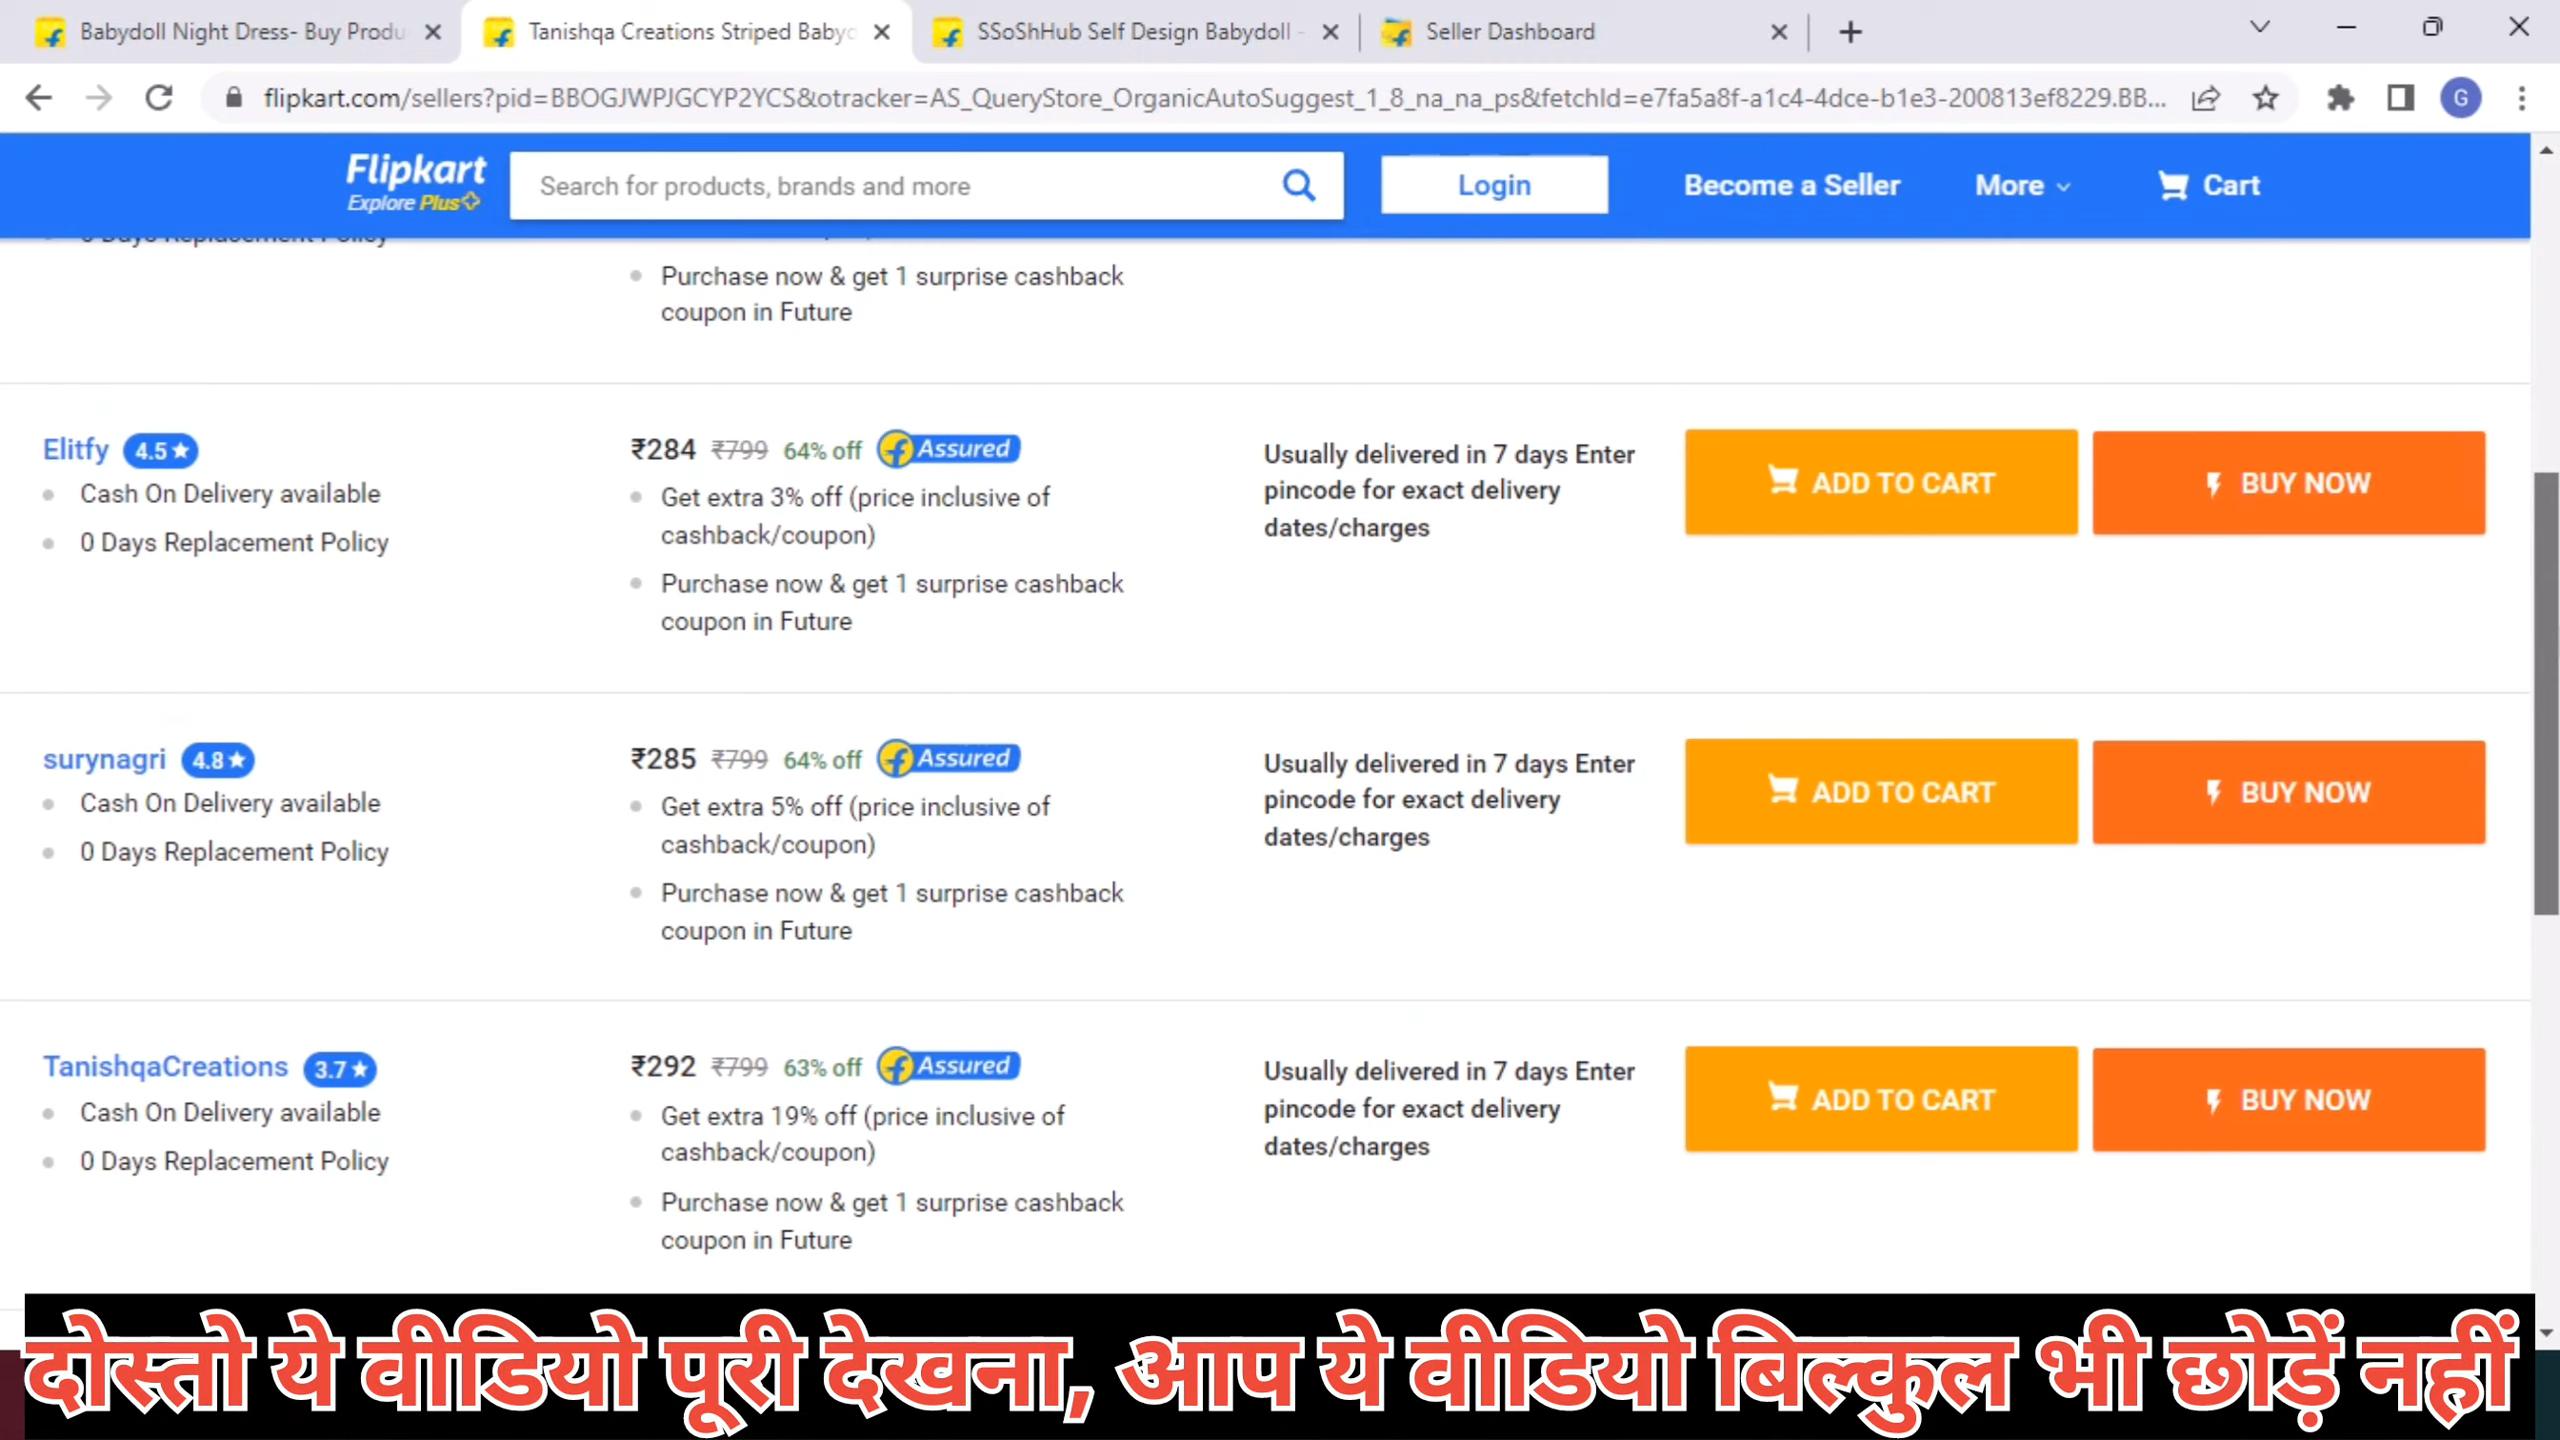 Babydoll Night Dress- Buy Produ
Tanishqa Creations Striped Babyd
SSoShHub Self Design Babydoll -
Seller Dashboard
flipkart.com/sellers?pid=BBOGJWPJGCYP2YCS&otracker=AS_QueryStore_OrganicAutoSuggest_1_8_na_na_ps&fetchId=e7fa5a8f-a1c4-4dce-b1e3-200813ef8229.BB...
G
Flipkart
Explore Plus
Search for products, brands and more
Login
Become a Seller
More
Cart
0 Days Replacement Policy
Purchase now & get 1 surprise cashback
coupon in Future
Elitfy 4.5★
Cash On Delivery available
0 Days Replacement Policy
₹284 ₹799 64% off Assured
Get extra 3% off (price inclusive of
cashback/coupon)
Purchase now & get 1 surprise cashback
coupon in Future
Usually delivered in 7 days Enter
pincode for exact delivery
dates/charges
ADD TO CART
BUY NOW
surynagri 4.8★
Cash On Delivery available
0 Days Replacement Policy
₹285 ₹799 64% off Assured
Get extra 5% off (price inclusive of
cashback/coupon)
Purchase now & get 1 surprise cashback
coupon in Future
Usually delivered in 7 days Enter
pincode for exact delivery
dates/charges
ADD TO CART
BUY NOW
TanishqaCreations 3.7★
Cash On Delivery available
0 Days Replacement Policy
₹292 ₹799 63% off Assured
Get extra 19% off (price inclusive of
cashback/coupon)
Purchase now & get 1 surprise cashback
coupon in Future
Usually delivered in 7 days Enter
pincode for exact delivery
dates/charges
ADD TO CART
BUY NOW
दोस्तो ये वीडियो पूरी देखना, आप ये वीडियो बिल्कुल भी छोड़ें नहीं